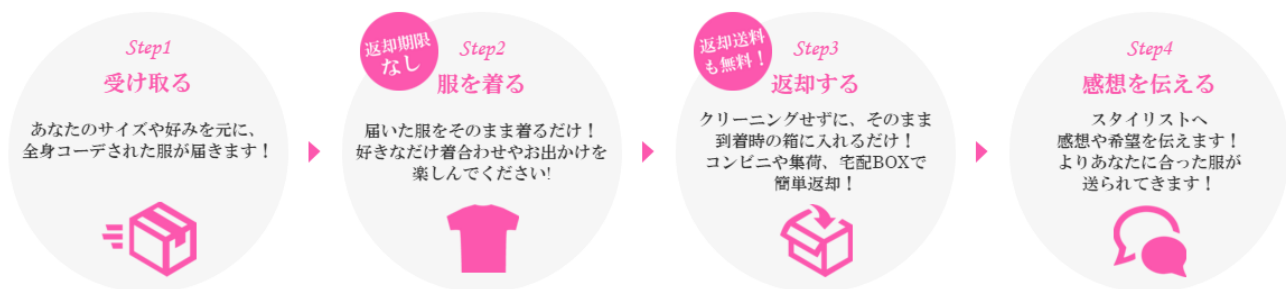 Step1
受け取る
あなたのサイズや好みを元に、
全身コーデされた服が届きます！
返却期限
なし
Step2
服を着る
届いた服をそのまま着るだけ！
好きなだけ着合わせやお出かけを
楽しんでください!
返却送料
も無料！
Step3
返却する
クリーニングせずに、そのまま
到着時の箱に入れるだけ！
コンビニや集荷、宅配BOXで
簡単返却！
Step4
感想を伝える
スタイリストへ
感想や希望を伝えます！
よりあなたに合った服が
送られてきます！